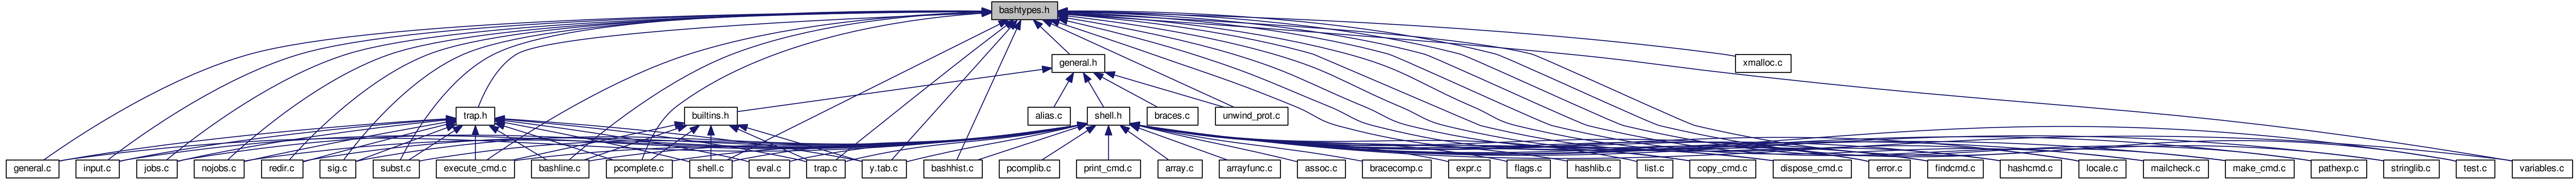 bashtypes.h
general.h
xmalloc.c
trap.h
builtins.h
alias.c
shell.h
braces.c
unwind_prot.c
general.c
input.c
jobs.c
nojobs.c
redir.c
sig.c
subst.c
execute_cmd.c
bashline.c
pcomplete.c
shell.c
eval.c
trap.c
y.tab.c
bashhist.c
pcomplib.c
print_cmd.c
array.c
arrayfunc.c
assoc.c
bracecomp.c
expr.c
flags.c
hashlib.c
list.c
copy_cmd.c
dispose_cmd.c
error.c
findcmd.c
hashcmd.c
locale.c
mailcheck.c
make_cmd.c
pathexp.c
stringlib.c
test.c
variables.c